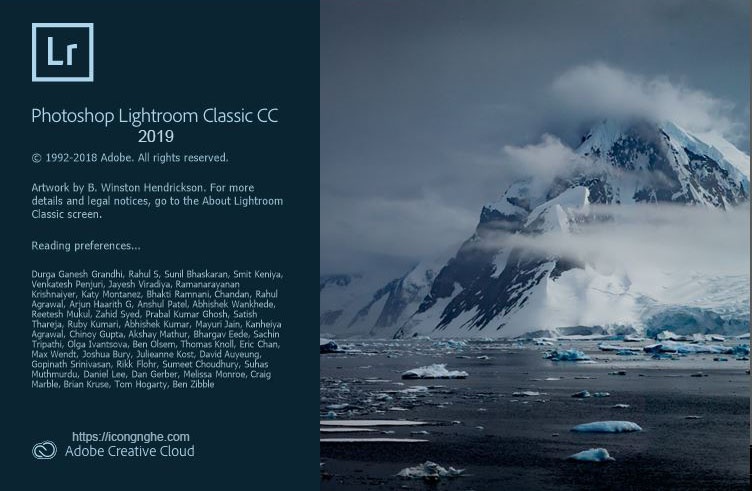 Lr
Photoshop Lightroom Classic CC
2019
© 1992-2018 Adobe. All rights reserved.
Artwork by B. Winston Hendrickson. For more
details and legal notices, go to the About Lightroom
Classic screen.
Reading preferences...
Durga Ganesh Grandhi, Rahul S, Sunil Bhaskaran, Smit Keniya,
Venkatesh Penjuri, Jayesh Viradiya, Ramanarayanan
Krishnaiyer, Katy Montanez, Bhakti Ramnani, Chandan, Rahul
Agrawal, Arjun Haarith G, Anshul Patel, Abhishek Wankhede,
Reetesh Mukul, Zahid Syed, Prabal Kumar Ghosh, Satish
Thareja, Ruby Kumari, Abhishek Kumar, Mayuri Jain, Kanheiya
Agrawal, Chinoy Gupta, Akshay Mathur, Bhargav Eede, Sachin
Tripathi, Olga Ivantsova, Ben Olsem, Thomas Knoll, Eric Chan,
Max Wendt, Joshua Bury, Julieanne Kost, David Auyeung,
Gopinath Srinivasan, Rikk Flohr, Sumeet Choudhury, Suhas
Muthmurdu, Daniel Lee, Dan Gerber, Melissa Monroe, Craig
Marble, Brian Kruse, Tom Hogarty, Ben Zibble
https://icongnghe.com
Adobe Creative Cloud